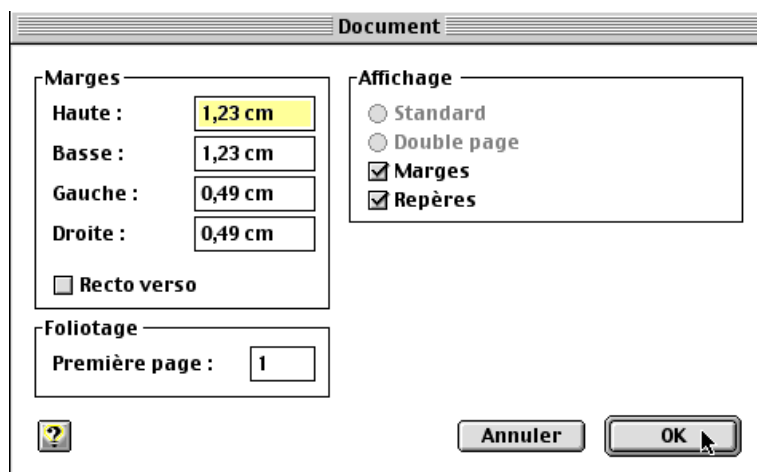 Document
Marges
Haute : 1,23 cm
Basse : 1,23 cm
Gauche : 0,49 cm
Droite : 0,49 cm
Recto verso
Foliotage
Première page : 1
Affichage
Standard
Double page
Marges
Repères
?
Annuler
OK